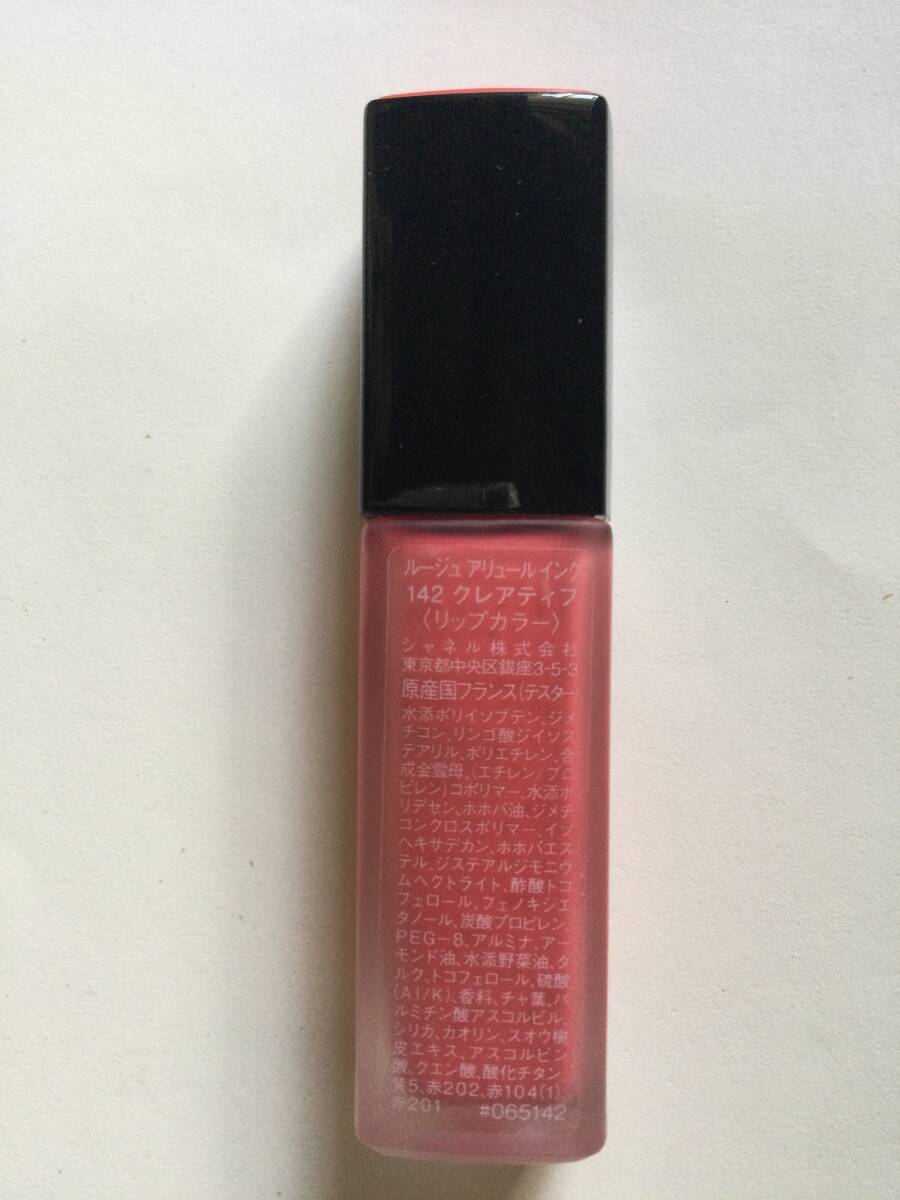 ルージュ アリュール インク
142 クレアティフ
〈リップカラー〉
シャネル株式会社
東京都中央区銀座3-5-3
原産国フランス(テスター)
水添ポリイソブテン、ジメ
チコン、リンゴ酸ジイソス
テアリル、ポリエチレン、合
成金雲母、(エチレン/プロ
ピレン)コポリマー、水添ポ
リデセン、ホホバ油、ジメチ
コンクロスポリマー、イソ
ヘキサデカン、ホホバエス
テル、ジステアルジモニウ
ムヘクトライト、酢酸トコ
フェロール、フェノキシエ
タノール、炭酸プロピレン、
PEG-8、アルミナ、アー
モンド油、水添野菜油、タ
ルク、トコフェロール、硫酸
(Al/K)、香料、チャ葉、パ
ルミチン酸アスコルビル、
シリカ、カオリン、スオウ樹
皮エキス、アスコルビン
酸、クエン酸、酸化チタン、
黄5、赤202、赤104(1)、
赤201 #065142